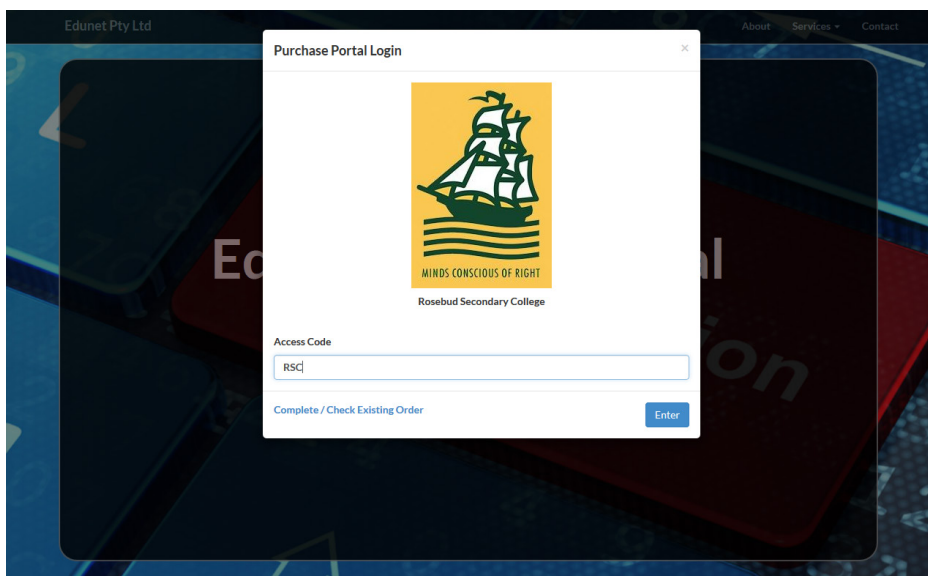 Edunet Pty Ltd
About Services Contact
Purchase Portal Login
×
MINDS CONSCIOUS OF RIGHT
Rosebud Secondary College
Access Code
RSC
Complete / Check Existing Order
Enter